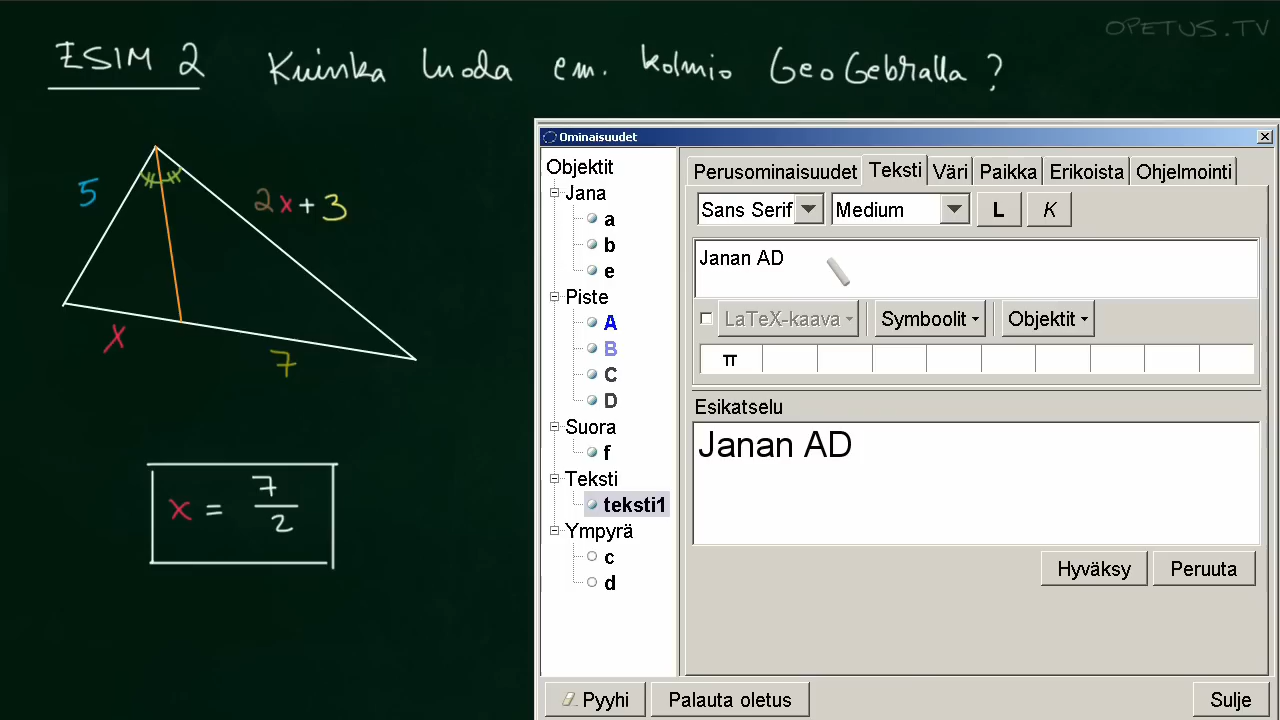 OPETUS.TV
ESIM 2 Kuinka luoda em. kolmio GeoGebralla?
5
2x+3
x
7
x = 7/2
Ominaisuudet
Objektit
Jana
a
b
e
Piste
A
B
C
D
Suora
f
Teksti
teksti1
Ympyrä
c
d
Perusominaisuudet Teksti Väri Paikka Erikoista Ohjelmointi
Sans Serif Medium L K
Janan AD
LaTeX-kaava Symboolit Objektit
π
Esikatselu
Janan AD
Hyväksy Peruuta
Pyyhi Palauta oletus Sulje